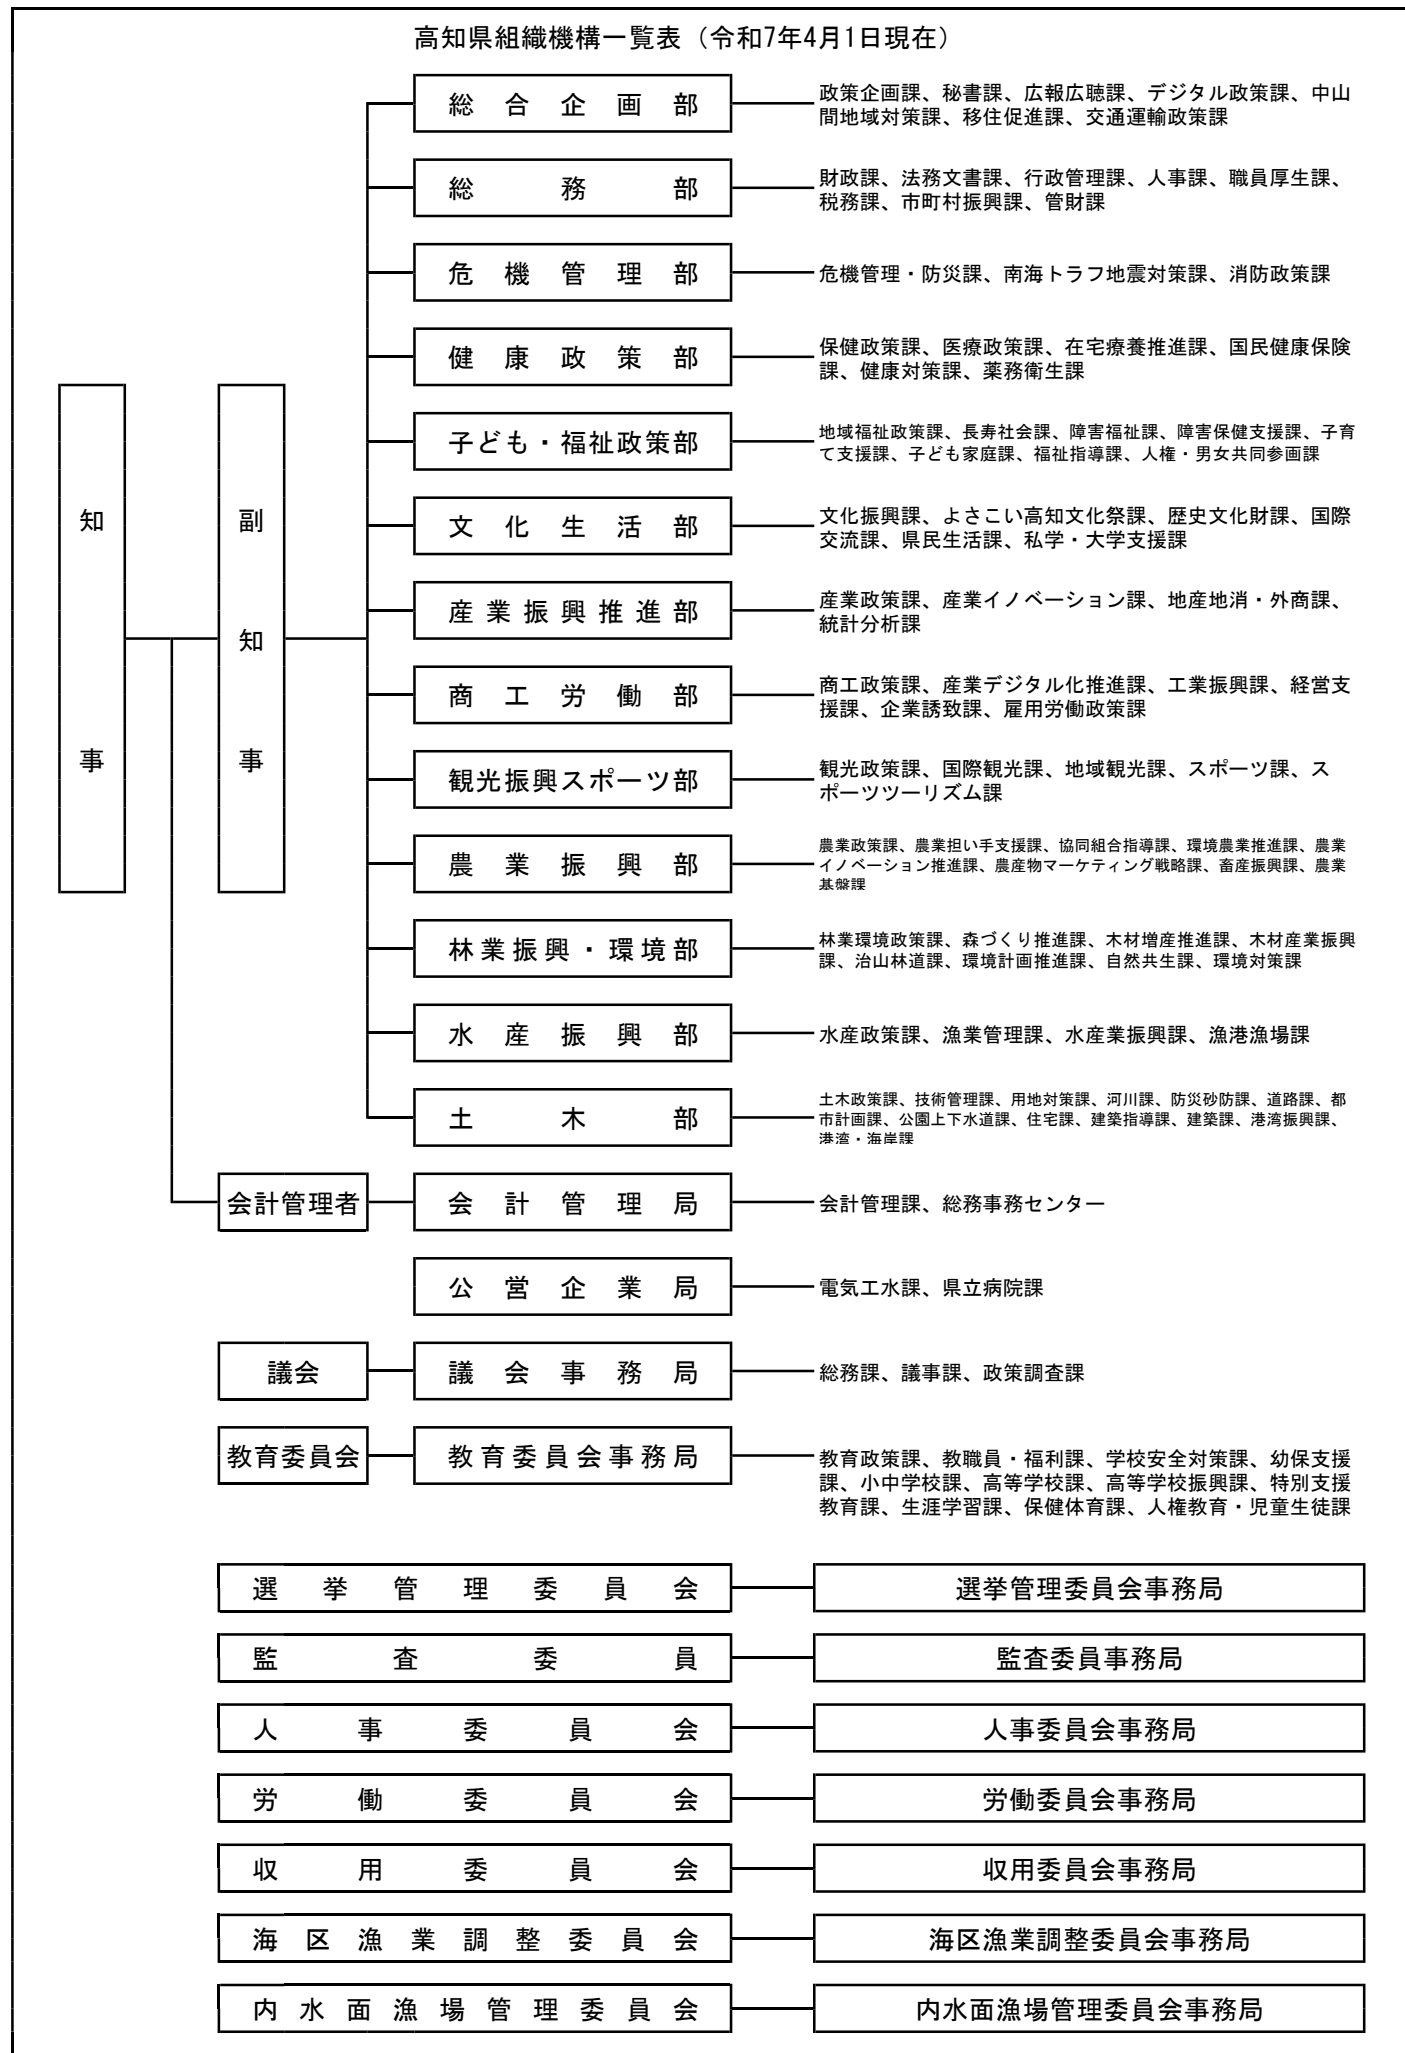 高知県組織機構一覧表（令和7年4月1日現在）
知事
副知事
総合企画部
政策企画課、秘書課、広報広聴課、デジタル政策課、中山
間地域対策課、移住促進課、交通運輸政策課
総務部
財政課、法務文書課、行政管理課、人事課、職員厚生課、
税務課、市町村振興課、管財課
危機管理部
危機管理・防災課、南海トラフ地震対策課、消防政策課
健康政策部
保健政策課、医療政策課、在宅療養推進課、国民健康保険
課、健康対策課、薬務衛生課
子ども・福祉政策部
地域福祉政策課、長寿社会課、障害福祉課、障害保健支援課、子育
て支援課、子ども家庭課、福祉指導課、人権・男女共同参画課
文化生活部
文化振興課、よさこい高知文化祭課、歴史文化財課、国際
交流課、県民生活課、私学・大学支援課
産業振興推進部
産業政策課、産業イノベーション課、地産地消・外商課、
統計分析課
商工労働部
商工政策課、産業デジタル化推進課、工業振興課、経営支
援課、企業誘致課、雇用労働政策課
観光振興スポーツ部
観光政策課、国際観光課、地域観光課、スポーツ課、ス
ポーツツーリズム課
農業振興部
農業政策課、農業担い手支援課、協同組合指導課、環境農業推進課、農業
イノベーション推進課、農産物マーケティング戦略課、畜産振興課、農業
基盤課
林業振興・環境部
林業環境政策課、森づくり推進課、木材増産推進課、木材産業振興
課、治山林道課、環境計画推進課、自然共生課、環境対策課
水産振興部
水産政策課、漁業管理課、水産業振興課、漁港漁場課
土木部
土木政策課、技術管理課、用地対策課、河川課、防災砂防課、道路課、都
市計画課、公園上下水道課、住宅課、建築指導課、建築課、港湾振興課、
港湾・海岸課
会計管理者
会計管理局
会計管理課、総務事務センター
公営企業局
電気工水課、県立病院課
議会
議会事務局
総務課、議事課、政策調査課
教育委員会
教育委員会事務局
教育政策課、教職員・福利課、学校安全対策課、幼保支援
課、小中学校課、高等学校課、高等学校振興課、特別支援
教育課、生涯学習課、保健体育課、人権教育・児童生徒課
選挙管理委員会
選挙管理委員会事務局
監査委員
監査委員事務局
人事委員会
人事委員会事務局
労働委員会
労働委員会事務局
収用委員会
収用委員会事務局
海区漁業調整委員会
海区漁業調整委員会事務局
内水面漁場管理委員会
内水面漁場管理委員会事務局